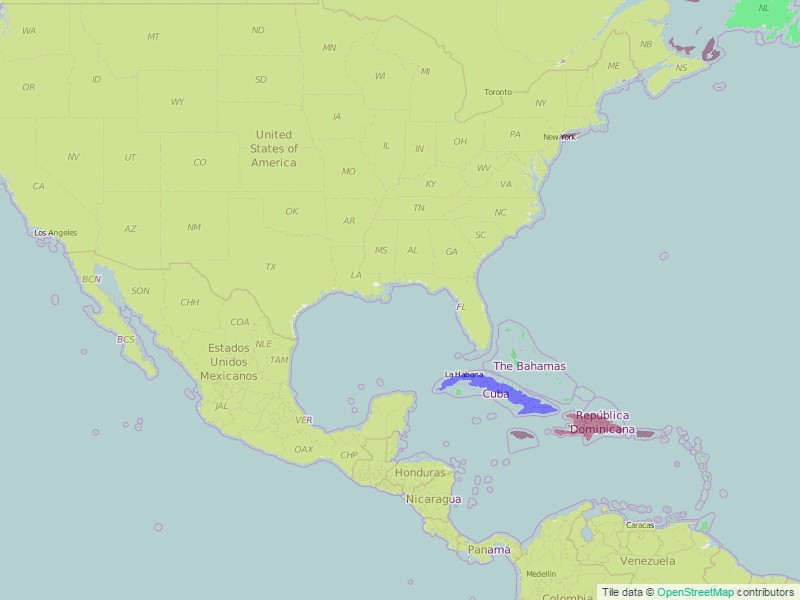 WA
MT
ND
MN
NB
NL
OR
ID
SD
WI
MI
ME
NS
WY
Toronto
NY
IA
United
States of
America
NV
UT
CO
IL
IN
OH
PA
New York
MO
KY
WV
VA
CA
AZ
NM
OK
AR
TN
NC
Los Angeles
TX
MS
AL
GA
SC
LA
BCN
SON
CHH
COA
FL
BCS
NLE
TAM
Estados
Unidos
Mexicanos
The Bahamas
La Habana
Cuba
JAL
VER
República
Dominicana
OAX
CHP
Honduras
Nicaragua
Caracas
Panamá
Venezuela
Medellín
Colombia
Tile data © OpenStreetMap contributors